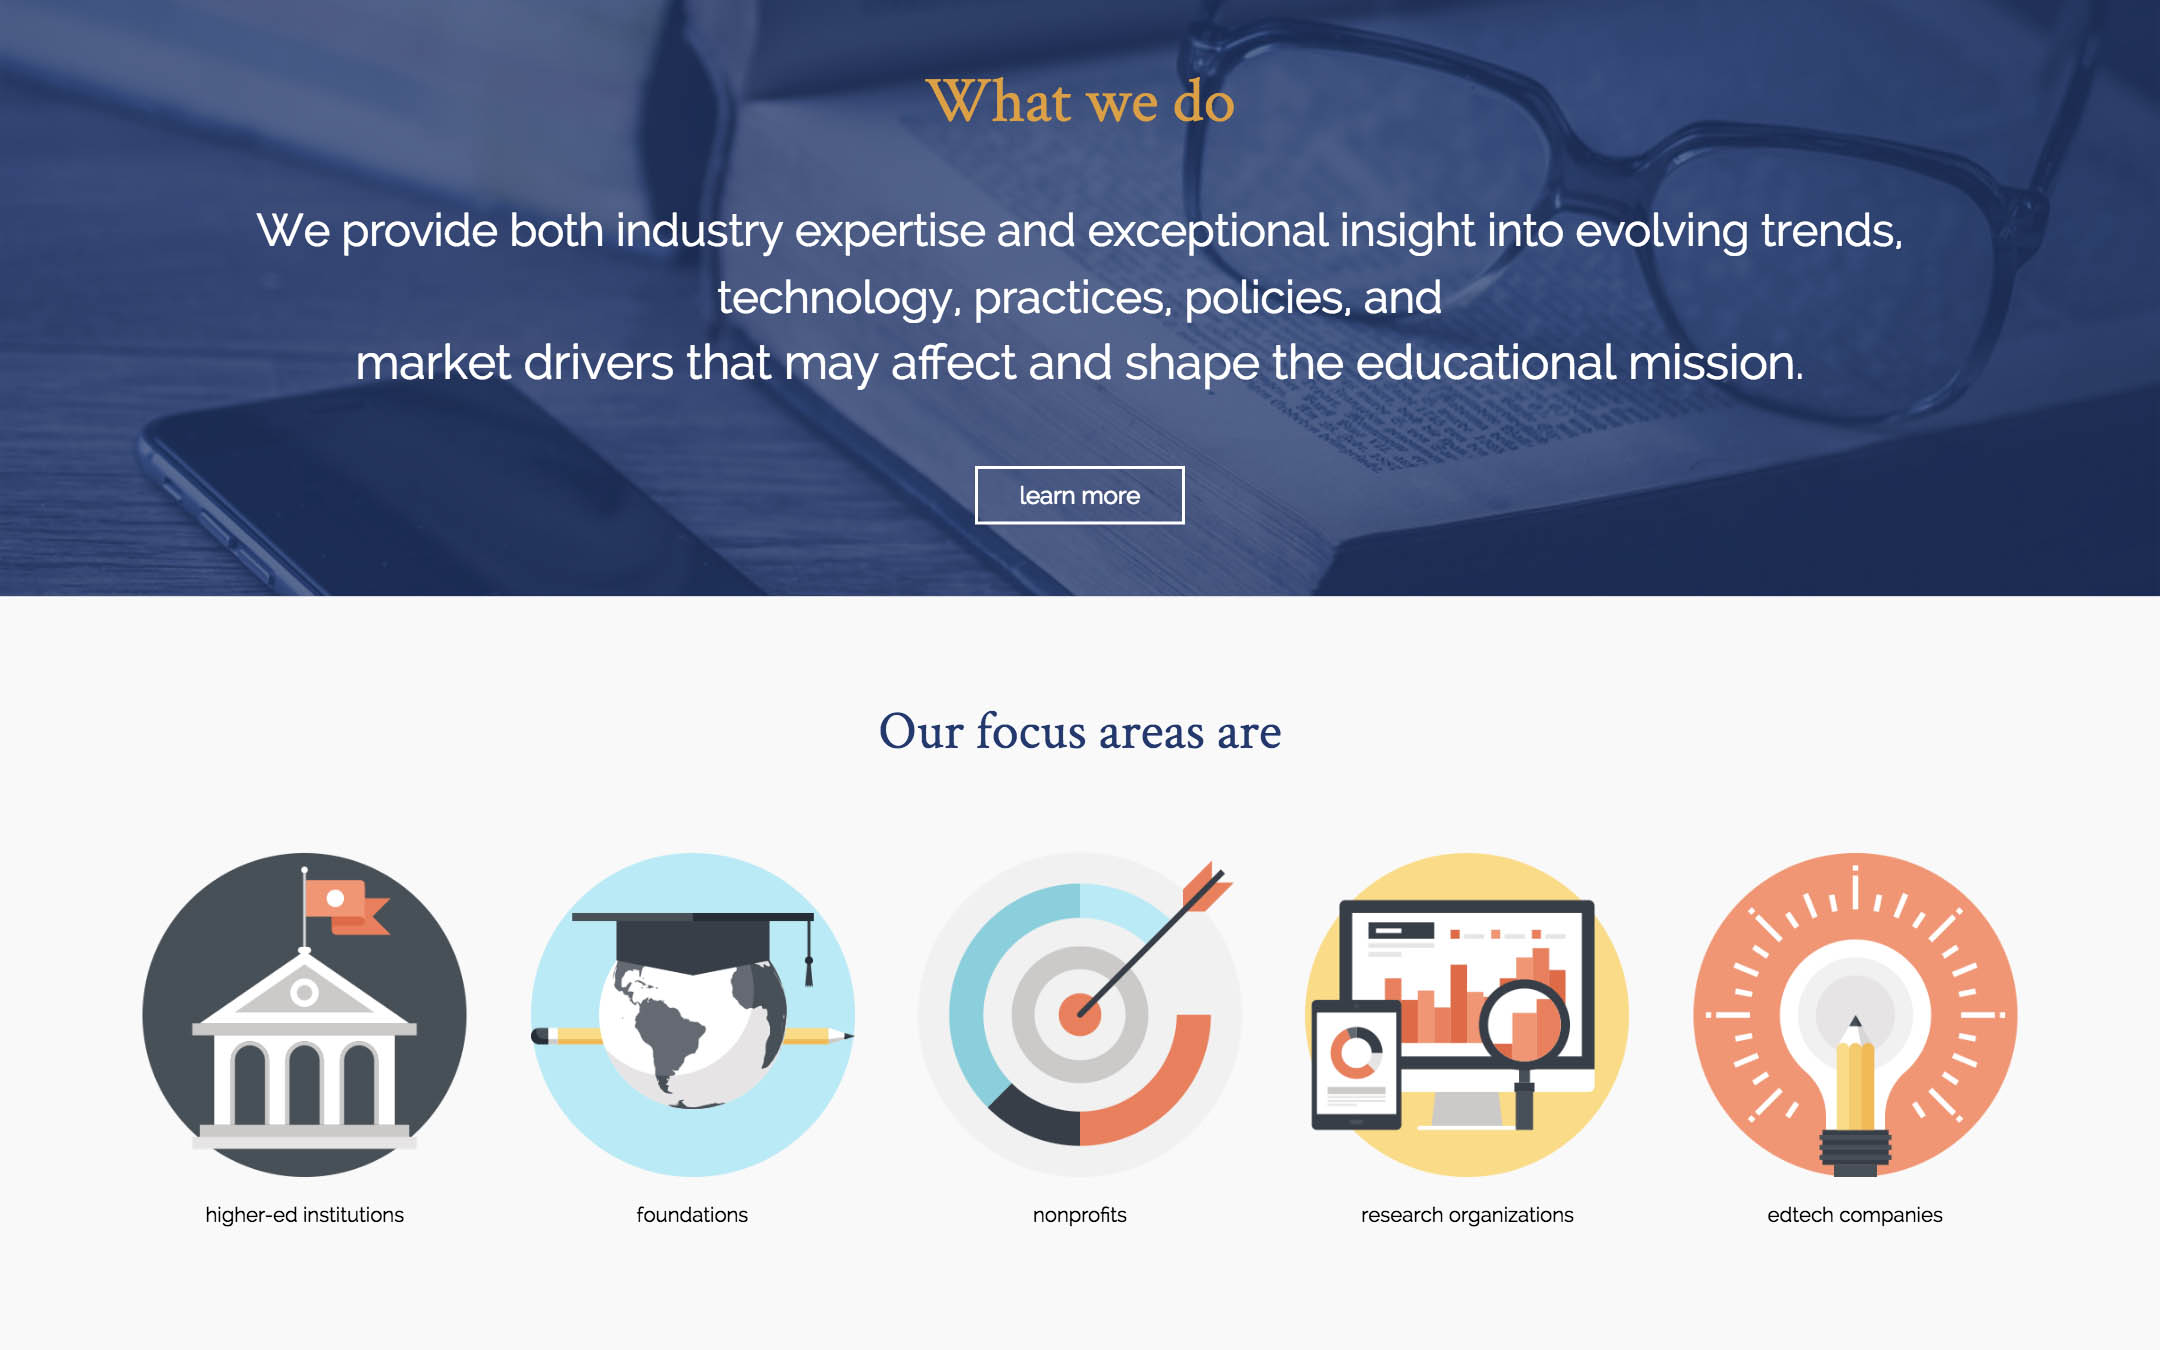 What we do
We provide both industry expertise and exceptional insight into evolving trends,
technology, practices, policies, and
market drivers that may affect and shape the educational mission.
learn more
Our focus areas are
higher-ed institutions
foundations
nonprofits
research organizations
edtech companies